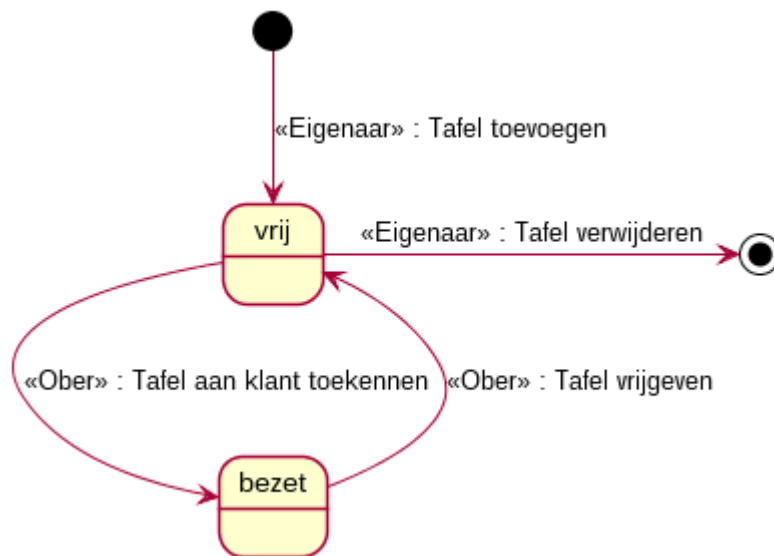 «Eigenaar» : Tafel toevoegen
vrij
«Eigenaar» : Tafel verwijderen
«Ober» : Tafel aan klant toekennen
«Ober» : Tafel vrijgeven
bezet